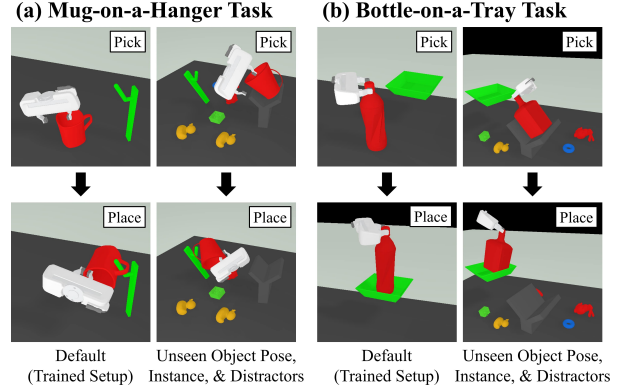 (a) Mug-on-a-Hanger Task
(b) Bottle-on-a-Tray Task
Pick
Pick
Pick
Pick
Place
Place
Place
Place
Default
(Trained Setup)
Unseen Object Pose,
Instance, & Distractors
Default
(Trained Setup)
Unseen Object Pose,
Instance, & Distractors